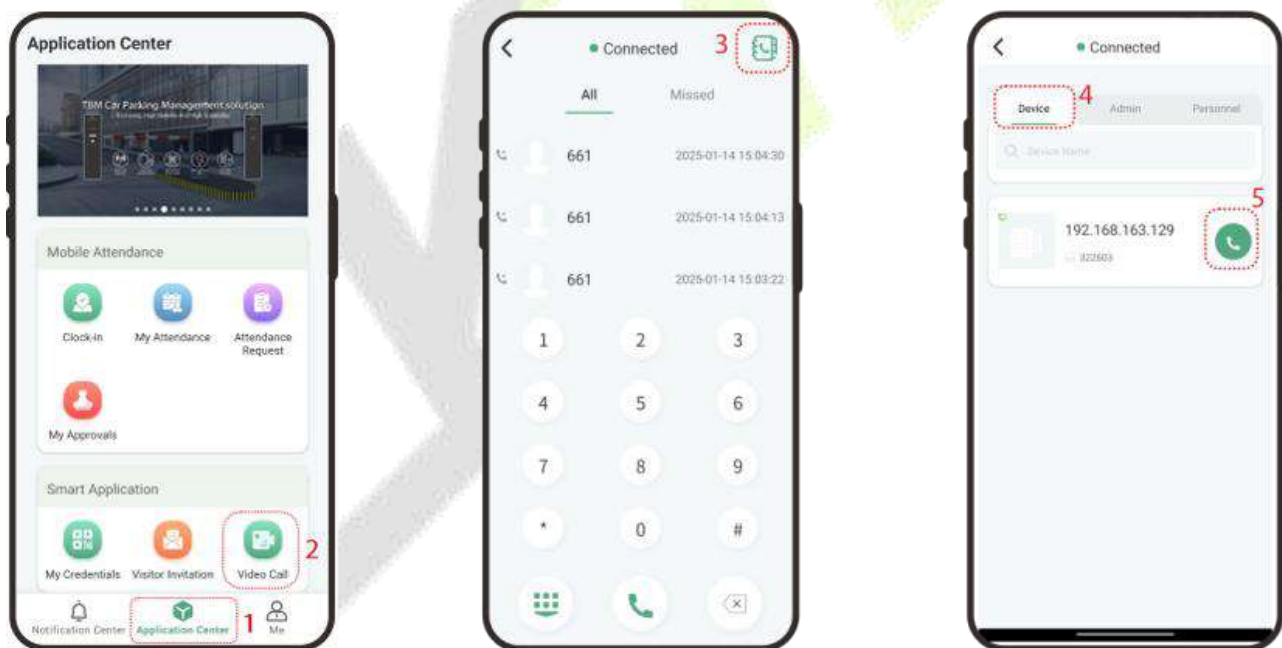 Application Center
TBM Car Parking Management solution
Mobile Attendance
Clock-in
My Attendance
Attendance
Request
My Approvals
Smart Application
My Credentials
Visitor Invitation
Video Call
2
Notification Center
Application Center
1
Me
Connected
3
All
Missed
661
2025-01-14 15:04:30
661
2025-01-14 15:04:13
661
2025-01-14 15:03:22
1
2
3
4
5
6
7
8
9
*
0
#
Connected
Device
4
Admin
Personnel
Device Name
5
192.168.163.129
322603